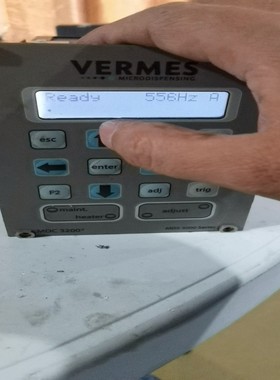 VERMES
MICRODISPENSING
Ready 556Hz A
esc
enter
F2
adj
trig
maint.
heater
adjust